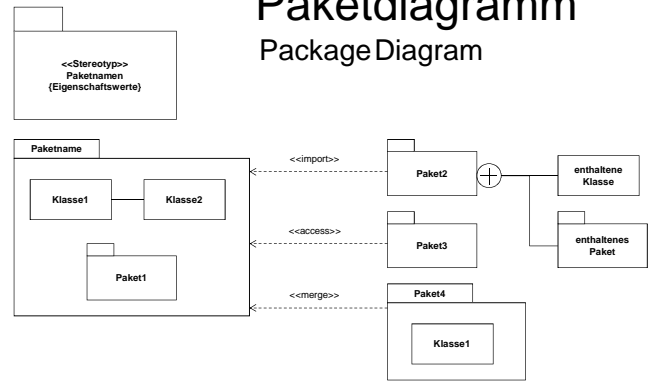 Paketdiagramm
Package Diagram
<<Stereotyp>>
Paketnamen
{Eigenschaftswerte}
Paketname
Klasse1
Klasse2
Paket1
<<import>>
<<access>>
<<merge>>
Paket2
enthaltene
Klasse
Paket3
enthaltenes
Paket
Paket4
Klasse1